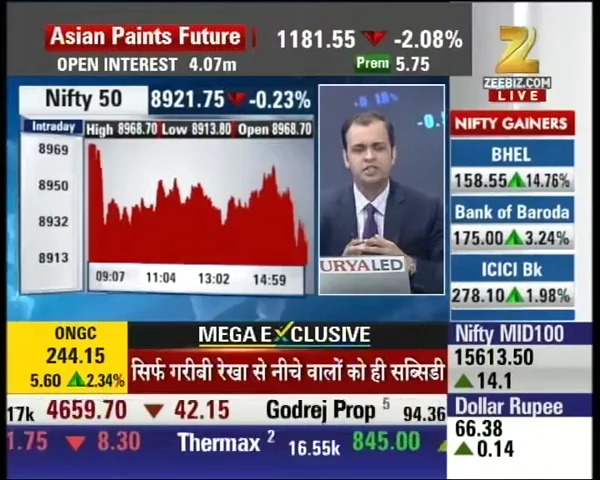 Asian Paints Future 1181.55 -2.08%
OPEN INTEREST 4.07m Prem 5.75
Z
ZEEBIZ.COM
LIVE
Nifty 50 8921.75 -0.23%
Intraday High 8968.70 Low 8913.80 Open 8968.70
8969
8950
8932
8913
09:07 11:04 13:02 14:59
URYALED
NIFTY GAINERS
BHEL
158.55 14.76%
Bank of Baroda
175.00 3.24%
ICICI Bk
278.10 1.98%
ONGC
244.15
5.60 2.34%
MEGA EXCLUSIVE
सिर्फ गरीबी रेखा से नीचे वालों को ही सब्सिडी
Nifty MID100
15613.50
14.1
Dollar Rupee
66.38
0.14
17k 4659.70 42.15 Godrej Prop 5 94.36
1.75 8.30 Thermax 2 16.55k 845.00